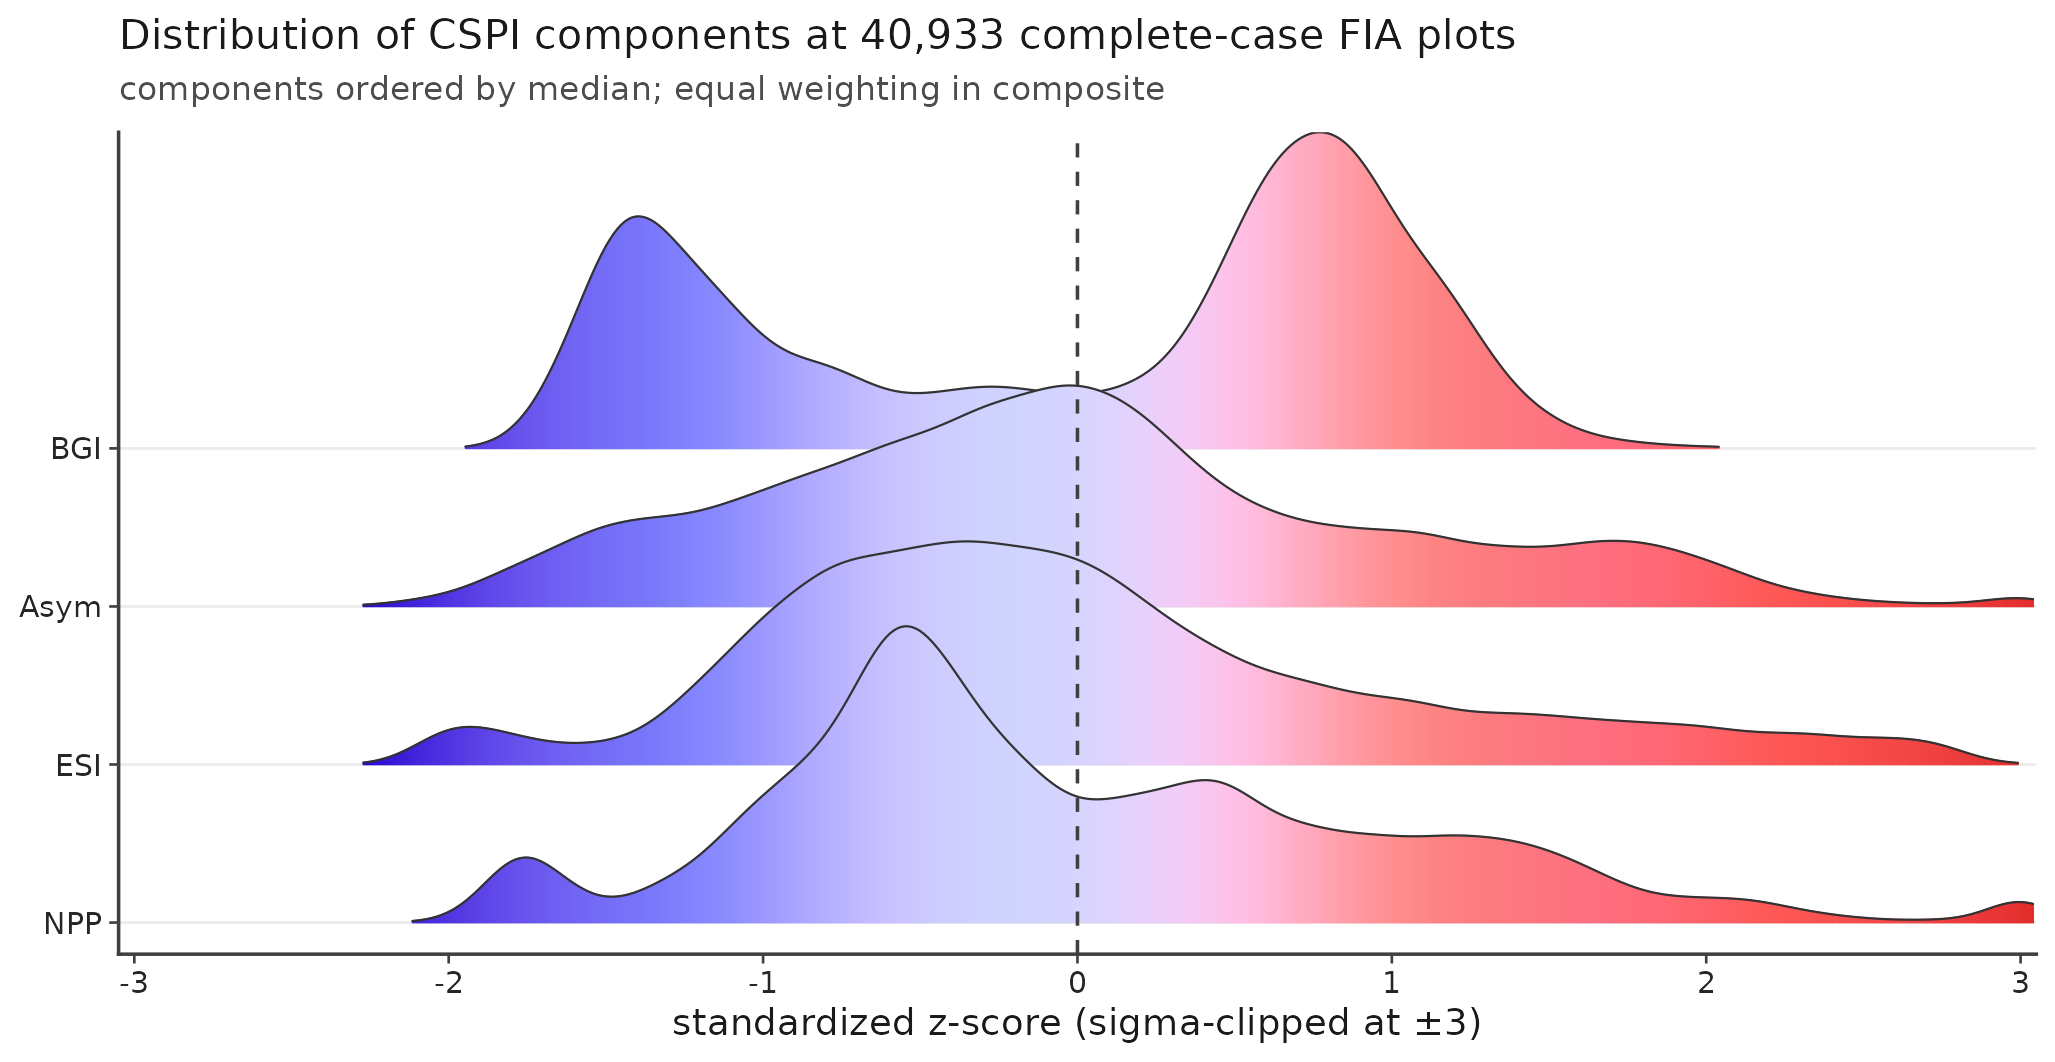 Distribution of CSPI components at 40,933 complete-case FIA plots
components ordered by median; equal weighting in composite
BGI
Asym
ESI
NPP
-3 -2 -1 0 1 2 3
standardized z-score (sigma-clipped at ±3)